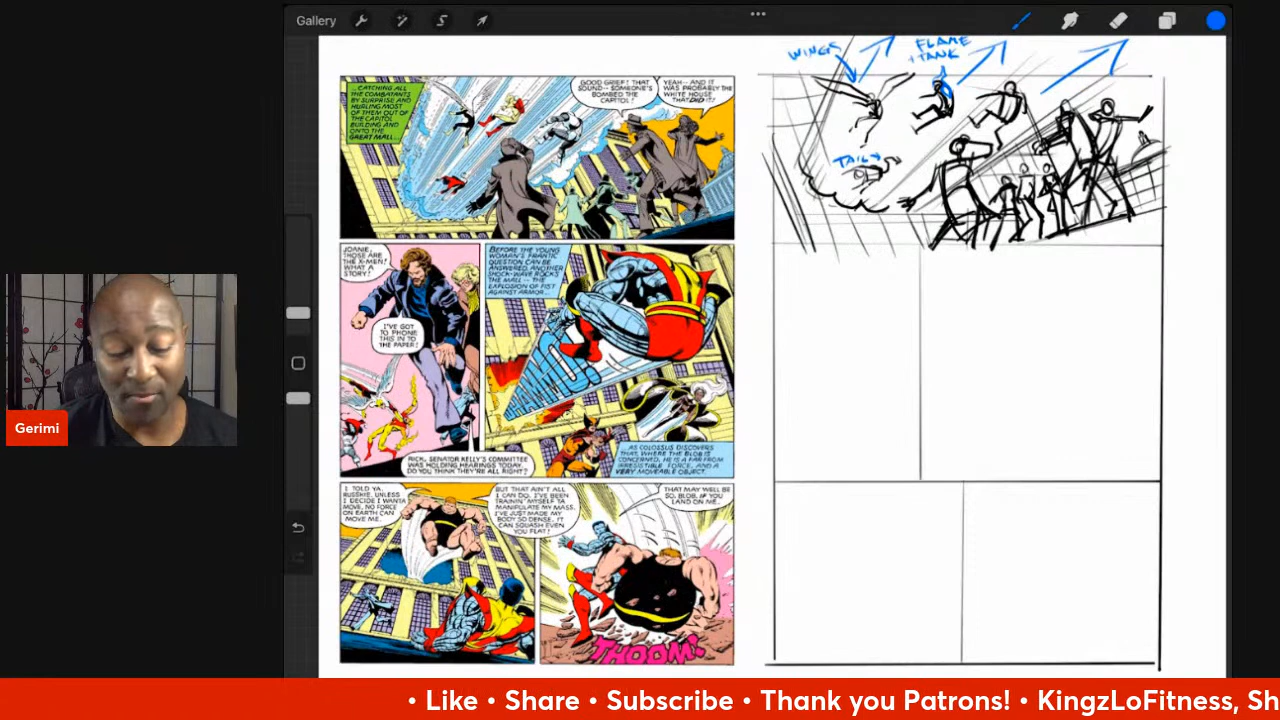 Gallery
WINGS
FLAME
TANK
TAIL
...CATCHING ALL
THE COMBATANTS
BY SURPRISE AND
HURLING MOST
OF THEM OUT OF
THE CAPITOL
BUILDING AND
ONTO THE
GREAT MALL...
GOOD GRIEF! THAT
SOUND-- SOMEONE'S
BOMBED THE
CAPITOL!
YEAH-- AND IT
WAS PROBABLY THE
WHITE HOUSE
THAT DID IT!
JOANIE,
THOSE ARE
THE X-MEN!
WHAT A
STORY!
I'VE GOT
TO PHONE
THIS IN TO
THE PAPER!
RICK, SENATOR KELLY'S COMMITTEE
WAS HOLDING HEARINGS TODAY.
DO YOU THINK THEY'RE ALL RIGHT?
BEFORE THE YOUNG
WOMAN'S FRANTIC
QUESTION CAN BE
ANSWERED, ANOTHER
SHOCK-WAVE ROCKS
THE MALL -- THE
EXPLOSION OF FIST
AGAINST ARMOR...
AS COLOSSUS DISCOVERS
THAT, WHERE THE BLOB IS
CONCERNED, HE IS A FAR FROM
IRRESISTIBLE FORCE, AND A
VERY MOVEABLE OBJECT.
I TOLD YA,
RUSSKIE, UNLESS
I DECIDE I WANTA
MOVE, NO FORCE
ON EARTH CAN
MOVE ME.
BUT THAT AIN'T ALL
I CAN DO. I'VE BEEN
TRAININ' MYSELF TA
MANIPULATE MY MASS.
I'VE JUST MADE MY
BODY SO DENSE, IT
CAN SQUASH EVEN
YOU FLAT!
THAT MAY WELL BE
SO, BLOB, IF YOU
LAND ON ME.
THOOM!
Gerimi
• Like • Share • Subscribe • Thank you Patrons! • KingzLoFitness, Sh